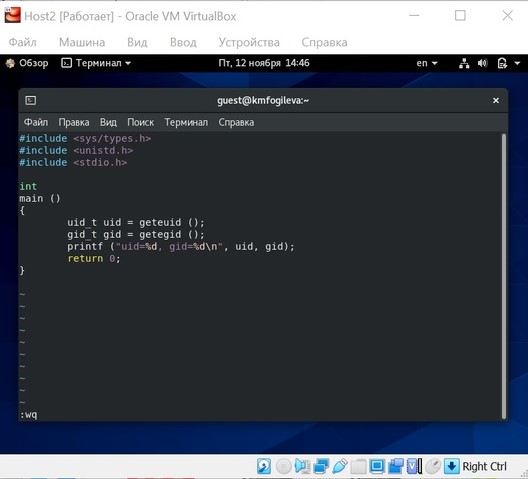 Host2 [Работает] - Oracle VM VirtualBox
Файл Машина Вид Ввод Устройства Справка
Обзор Терминал Пт, 12 ноября 14:46 en
guest@kmfogileva:~
Файл Правка Вид Поиск Терминал Справка
#include <sys/types.h>
#include <unistd.h>
#include <stdio.h>
int
main ()
{
uid_t uid = geteuid ();
gid_t gid = getegid ();
printf ("uid=%d, gid=%d\n", uid, gid);
return 0;
}
~
~
~
~
~
~
~
~
~
~
:wq
Right Ctrl